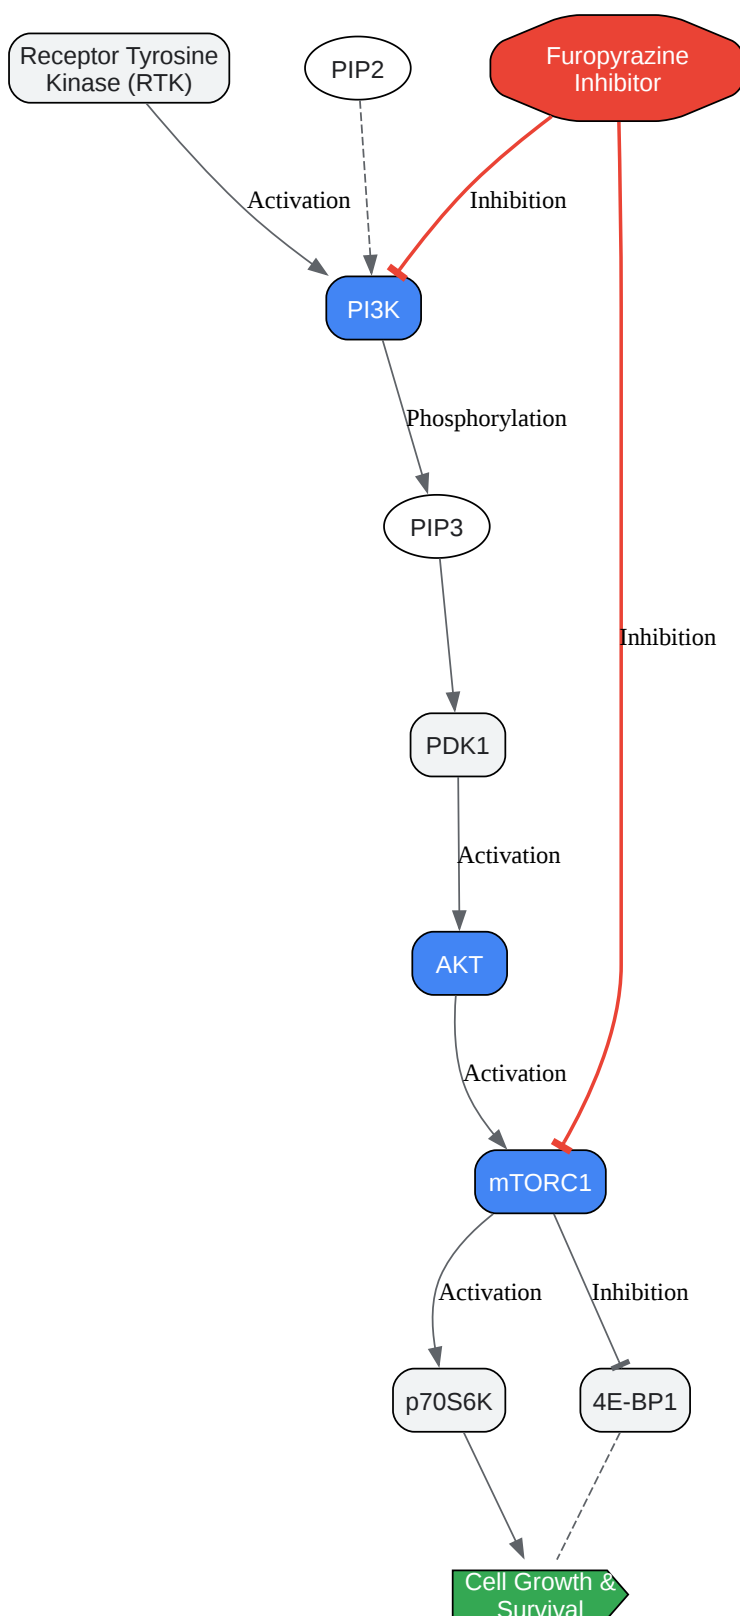 Receptor Tyrosine
Kinase (RTK)
PIP2
Furopyrazine
Inhibitor
Activation
Inhibition
PI3K
Phosphorylation
PIP3
Inhibition
PDK1
Activation
AKT
Activation
mTORC1
Activation
Inhibition
p70S6K
4E-BP1
Cell Growth &
Survival